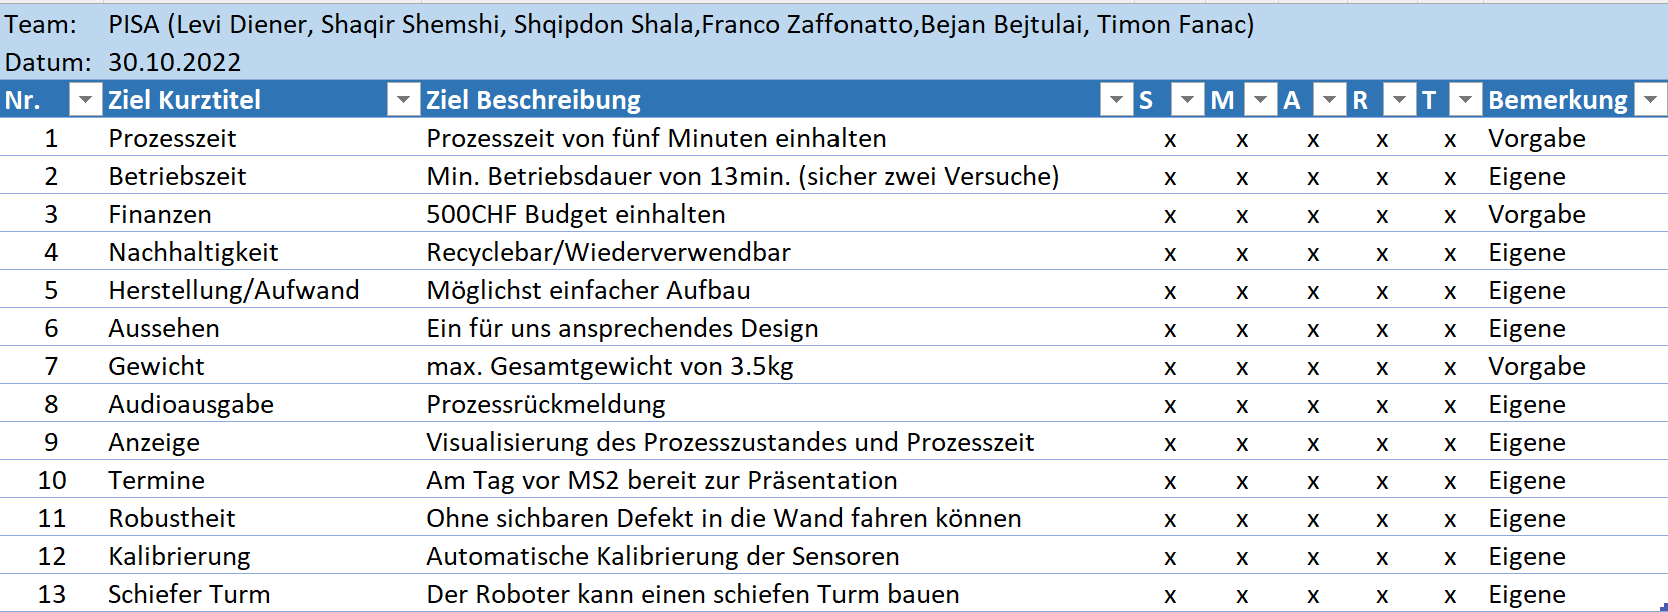 Team: PISA (Levi Diener, Shaqir Shemshi, Shqipdon Shala,Franco Zaffonatto,Bejan Bejtulai, Timon Fanac)
Datum: 30.10.2022
Nr. Ziel Kurztitel Ziel Beschreibung S M A R T Bemerkung
1 Prozesszeit Prozesszeit von fünf Minuten einhalten x x x x x Vorgabe
2 Betriebszeit Min. Betriebsdauer von 13min. (sicher zwei Versuche) x x x x x Eigene
3 Finanzen 500CHF Budget einhalten x x x x x Vorgabe
4 Nachhaltigkeit Recyclebar/Wiederverwendbar x x x x x Eigene
5 Herstellung/Aufwand Möglichst einfacher Aufbau x x x x x Eigene
6 Aussehen Ein für uns ansprechendes Design x x x x x Eigene
7 Gewicht max. Gesamtgewicht von 3.5kg x x x x x Vorgabe
8 Audioausgabe Prozessrückmeldung x x x x x Eigene
9 Anzeige Visualisierung des Prozesszustandes und Prozesszeit x x x x x Eigene
10 Termine Am Tag vor MS2 bereit zur Präsentation x x x x x Eigene
11 Robustheit Ohne sichbaren Defekt in die Wand fahren können x x x x x Eigene
12 Kalibrierung Automatische Kalibrierung der Sensoren x x x x x Eigene
13 Schiefer Turm Der Roboter kann einen schiefen Turm bauen x x x x x Eigene